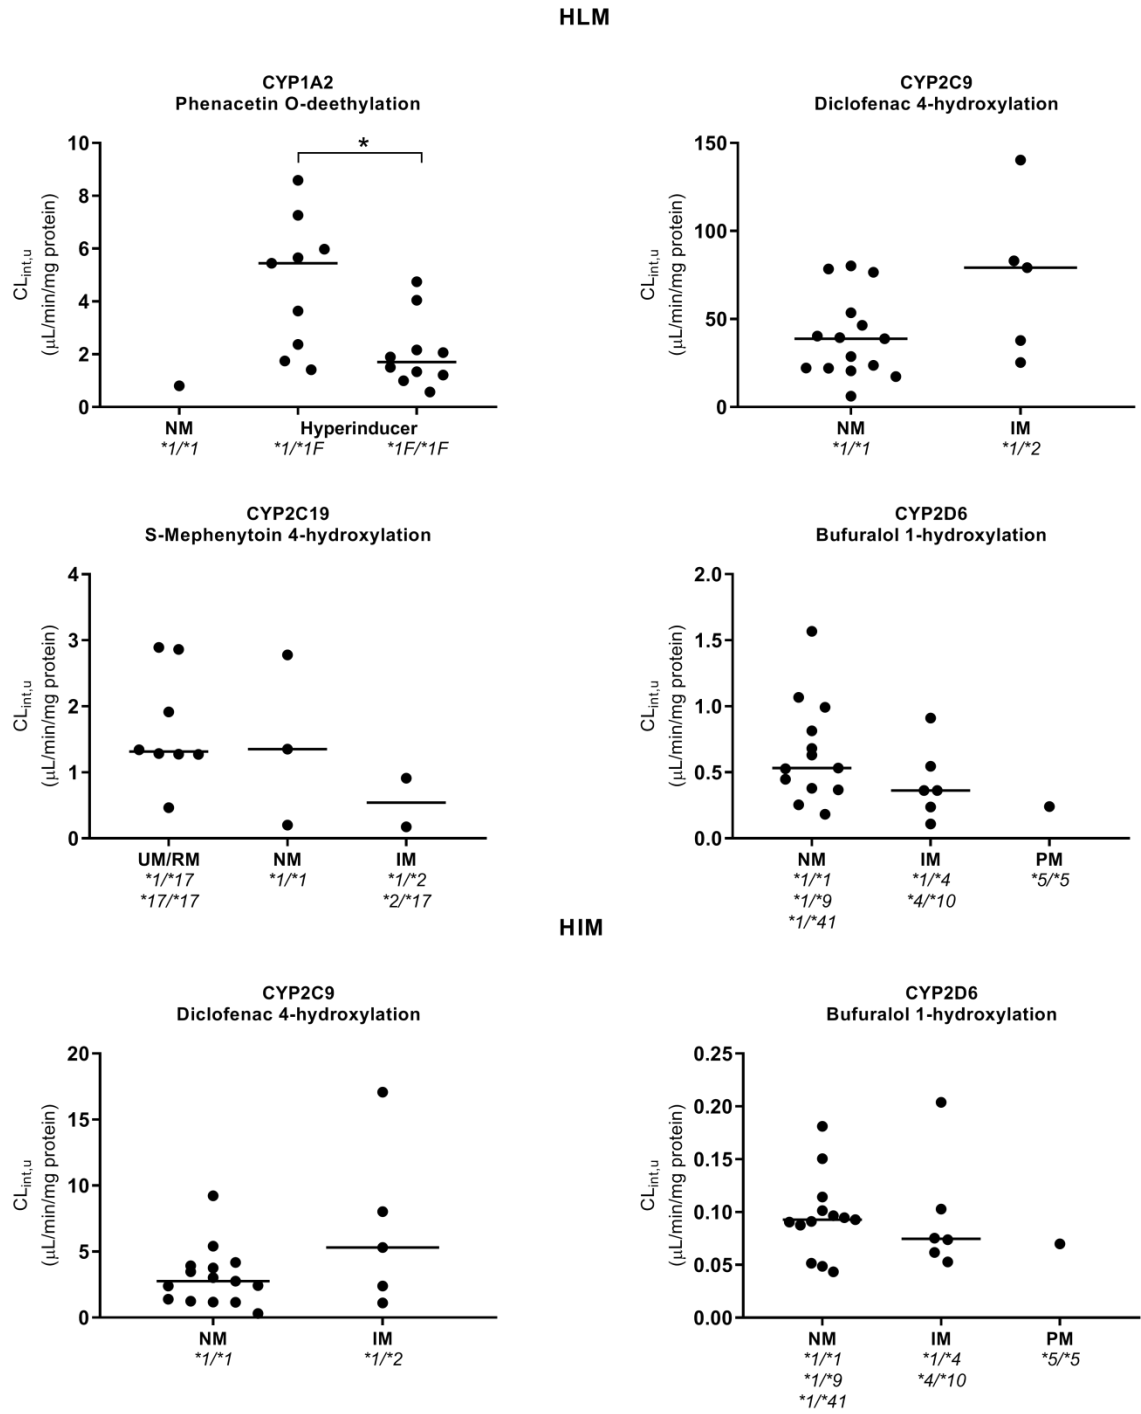 HLM
CYP1A2
Phenacetin O-deethylation
CL_int,u
(µL/min/mg protein)
10
8
6
4
2
0
*
NM
Hyperinducer
*1/*1
*1/*1F
*1F/*1F
CYP2C9
Diclofenac 4-hydroxylation
CL_int,u
(µL/min/mg protein)
150
100
50
0
NM
IM
*1/*1
*1/*2
CYP2C19
S-Mephenytoin 4-hydroxylation
CL_int,u
(µL/min/mg protein)
4
3
2
1
0
UM/RM
NM
IM
*1/*17
*1/*1
*1/*2
*17/*17
*2/*17
CYP2D6
Bufuralol 1-hydroxylation
CL_int,u
(µL/min/mg protein)
2.0
1.5
1.0
0.5
0.0
NM
IM
PM
*1/*1
*1/*4
*5/*5
*1/*9
*4/*10
*1/*41
HIM
CYP2C9
Diclofenac 4-hydroxylation
CL_int,u
(µL/min/mg protein)
20
15
10
5
0
NM
IM
*1/*1
*1/*2
CYP2D6
Bufuralol 1-hydroxylation
CL_int,u
(µL/min/mg protein)
0.25
0.20
0.15
0.10
0.05
0.00
NM
IM
PM
*1/*1
*1/*4
*5/*5
*1/*9
*4/*10
*1/*41